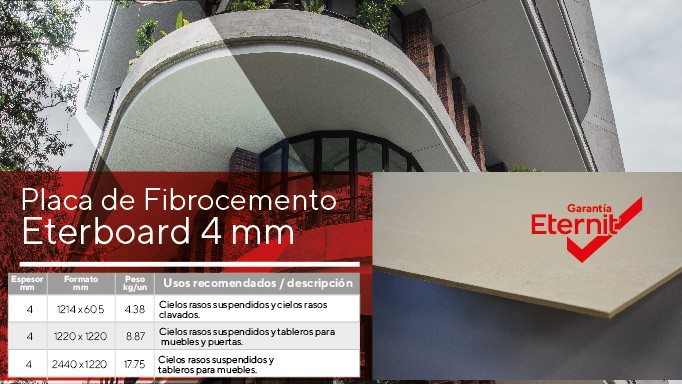 Placa de Fibrocemento
Eterboard 4 mm
Garantía
Eternit
Espesor mm Formato mm Peso kg/un Usos recomendados / descripción
4 1214 x 605 4.38 Cielos rasos suspendidos y cielos rasos
clavados.
4 1220 x 1220 8.87 Cielos rasos suspendidos y tableros para
muebles y puertas.
4 2440 x 1220 17.75 Cielos rasos suspendidos y
tableros para muebles.